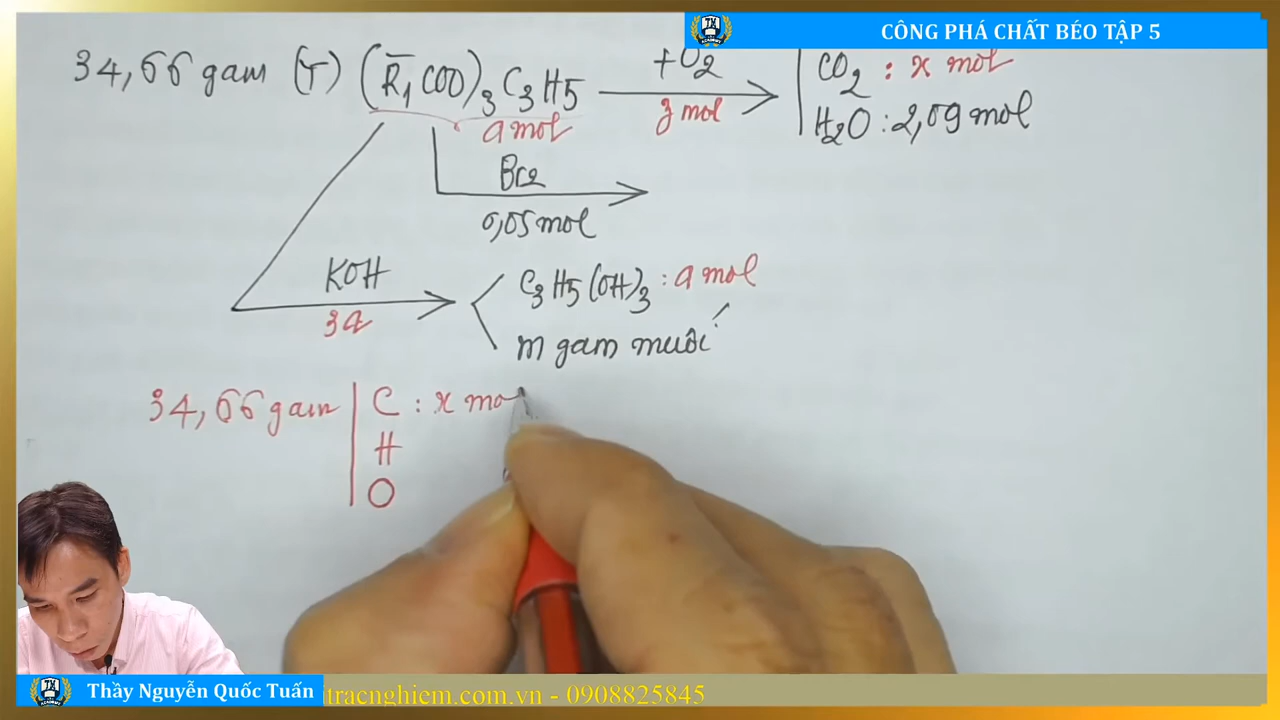 CÔNG PHÁ CHẤT BÉO TẬP 5
34,66 gam (T) (R̄1COO)3C3H5 +O2 CO2 : x mol
a mol z mol H2O : 2,09 mol
Br2
0,05 mol
KOH C3H5(OH)3 : a mol
3a
m gam muối
34,66 gam C : x mo
H
O
Thầy Nguyễn Quốc Tuấn
tracnghiem.com.vn - 0908825845